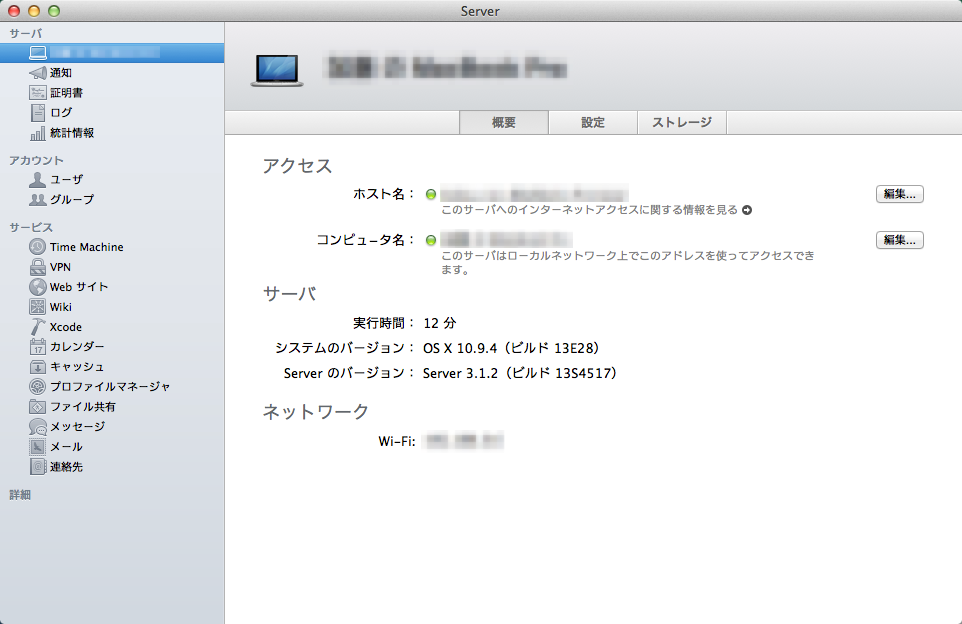 Server
サーバ
通知
証明書
ログ
統計情報
アカウント
ユーザ
グループ
サービス
Time Machine
VPN
Web サイト
Wiki
Xcode
カレンダー
キャッシュ
プロファイルマネージャ
ファイル共有
メッセージ
メール
連絡先
詳細
概要 設定 ストレージ
アクセス
ホスト名： 編集...
このサーバへのインターネットアクセスに関する情報を見る
コンピュータ名： 編集...
このサーバはローカルネットワーク上でこのアドレスを使ってアクセスでき
ます。
サーバ
実行時間： 12 分
システムのバージョン： OS X 10.9.4（ビルド 13E28）
Server のバージョン： Server 3.1.2（ビルド 13S4517）
ネットワーク
Wi-Fi: